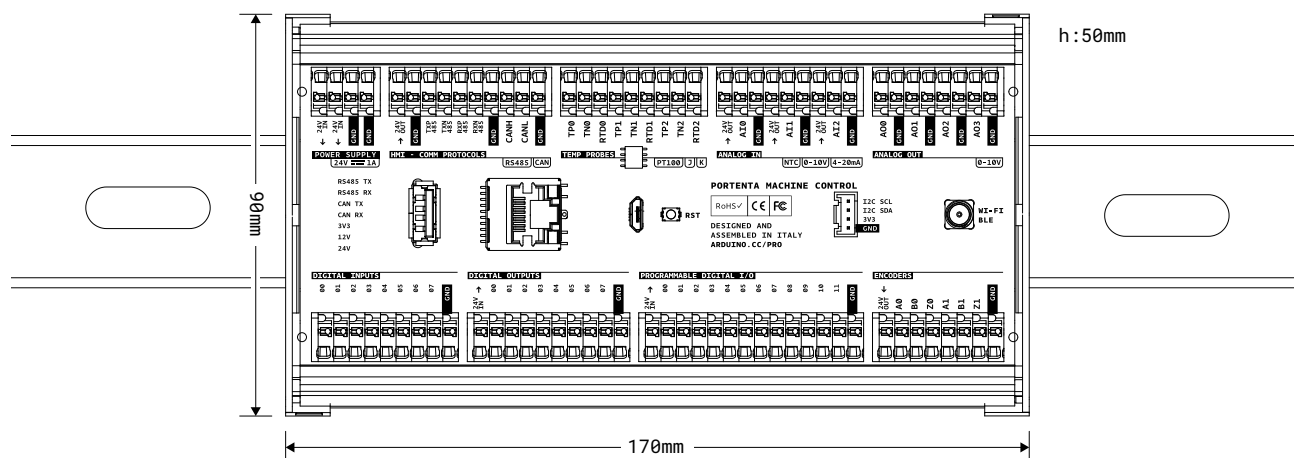 h:50mm
90mm
24V IN
24V IN
GND
GND
24V OUT
GND
TXP 485
TXN 485
RXP 485
RXN 485
GND
CANH
CANL
GND
TP0
TN0
RTD0
TP1
TN1
RTD1
TP2
TN2
RTD2
24V OUT
AI0
GND
24V OUT
AI1
GND
24V OUT
AI2
GND
AO0
GND
AO1
GND
AO2
GND
AO3
GND
POWER SUPPLY
24V 1A
HMI - COMM PROTOCOLS
RS485 CAN
TEMP PROBES
PT100 J K
ANALOG IN
NTC 0-10V 4-20mA
ANALOG OUT
0-10V
RS485 TX
RS485 RX
CAN TX
CAN RX
3V3
12V
24V
RST
PORTENTA MACHINE CONTROL
RoHS✓ CE FC
DESIGNED AND
ASSEMBLED IN ITALY
ARDUINO.CC/PRO
I2C SCL
I2C SDA
3V3
GND
WI-FI
BLE
DIGITAL INPUTS
00 01 02 03 04 05 06 07 GND
DIGITAL OUTPUTS
24V IN 00 01 02 03 04 05 06 07 GND
PROGRAMMABLE DIGITAL I/O
24V IN 00 01 02 03 04 05 06 07 08 09 10 11 GND
ENCODERS
24V OUT A0 B0 Z0 A1 B1 Z1 GND
170mm